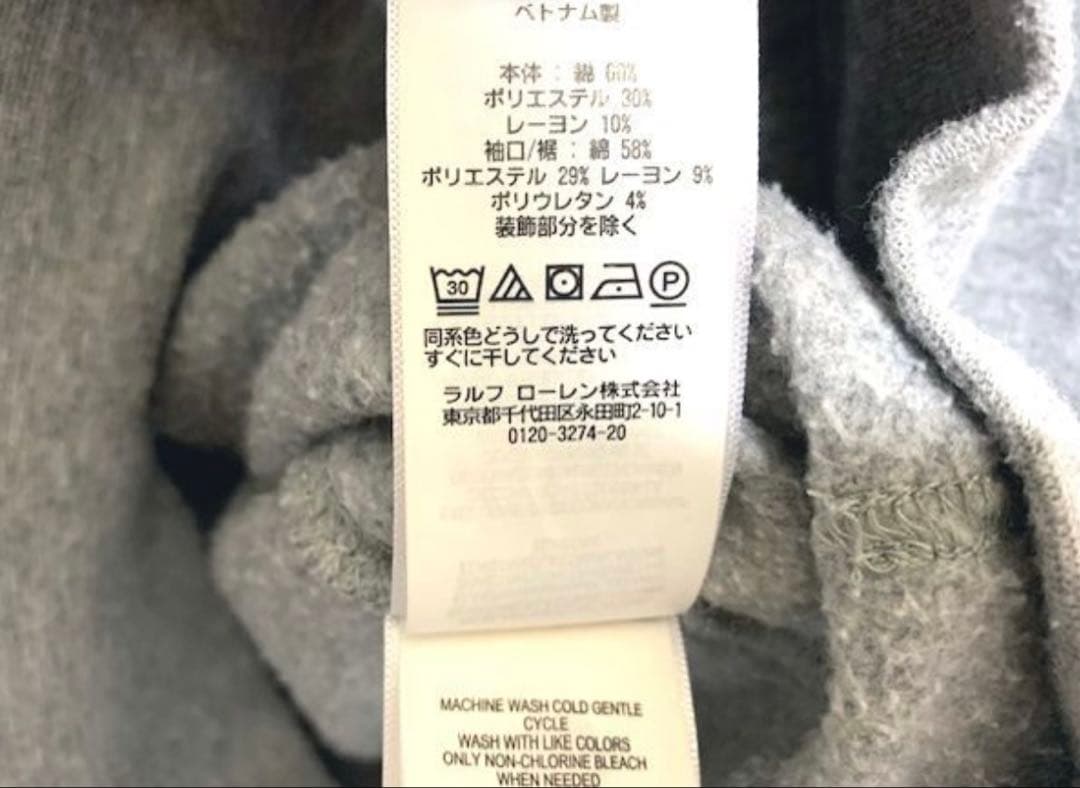 ベトナム製
本体 : 綿 60%
ポリエステル 30%
レーヨン 10%
袖口/裾 : 綿 58%
ポリエステル 29% レーヨン 9%
ポリウレタン 4%
装飾部分を除く
30 P
同系色どうしで洗ってください
すぐに干してください
ラルフ ローレン株式会社
東京都千代田区永田町2-10-1
0120-3274-20
MACHINE WASH COLD GENTLE
CYCLE
WASH WITH LIKE COLORS
ONLY NON-CHLORINE BLEACH
WHEN NEEDED